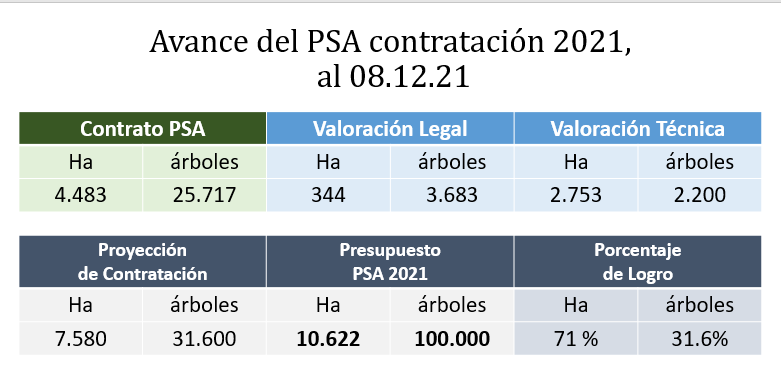 Avance del PSA contratación 2021,
al 08.12.21
Contrato PSA Valoración Legal Valoración Técnica
Ha árboles Ha árboles Ha árboles
4.483 25.717 344 3.683 2.753 2.200
Proyección Presupuesto Porcentaje
de Contratación PSA 2021 de Logro
Ha árboles Ha árboles Ha árboles
7.580 31.600 10.622 100.000 71 % 31.6%